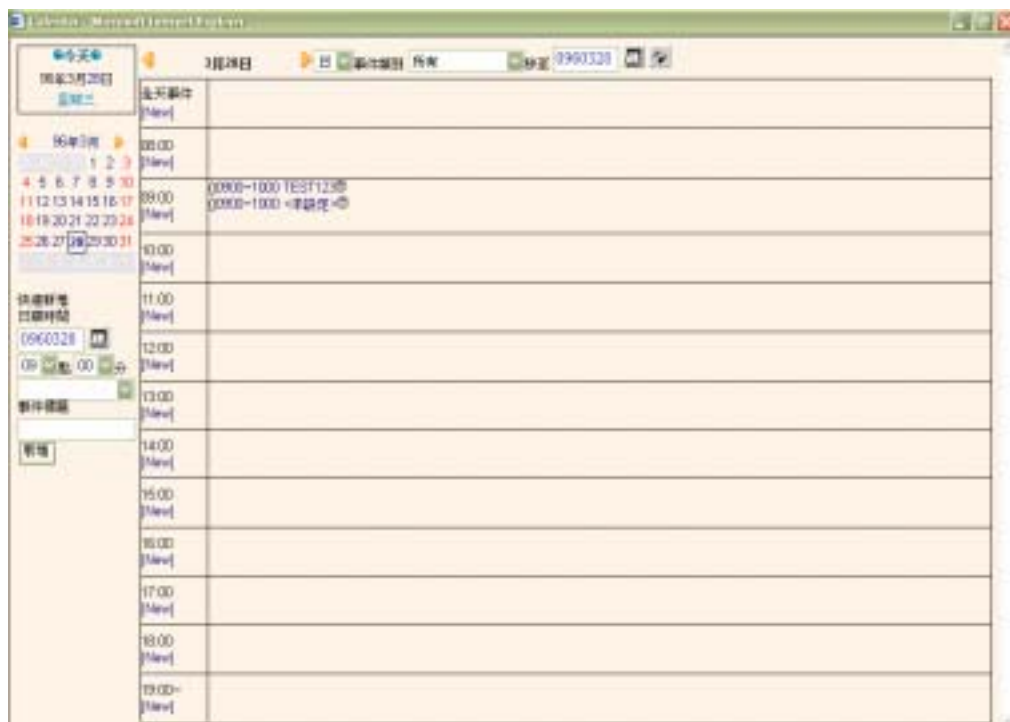 Calendar - Microsoft Internet Explorer
今天
96年3月28日
星期三
3月28日 日 事件類別 所有 移至 0960328
96年3月
1 2 3
4 5 6 7 8 9 10
11 12 13 14 15 16 17
18 19 20 21 22 23 24
25 26 27 28 29 30 31
快速新增
日期時間
0960328
09 點 00 分
事件標題
新增
全天事件
[New]
08:00
[New]
09:00
[New]
()0900~1000 TEST123
()0900~1000 <未設定>
10:00
[New]
11:00
[New]
12:00
[New]
13:00
[New]
14:00
[New]
15:00
[New]
16:00
[New]
17:00
[New]
18:00
[New]
19:00~
[New]